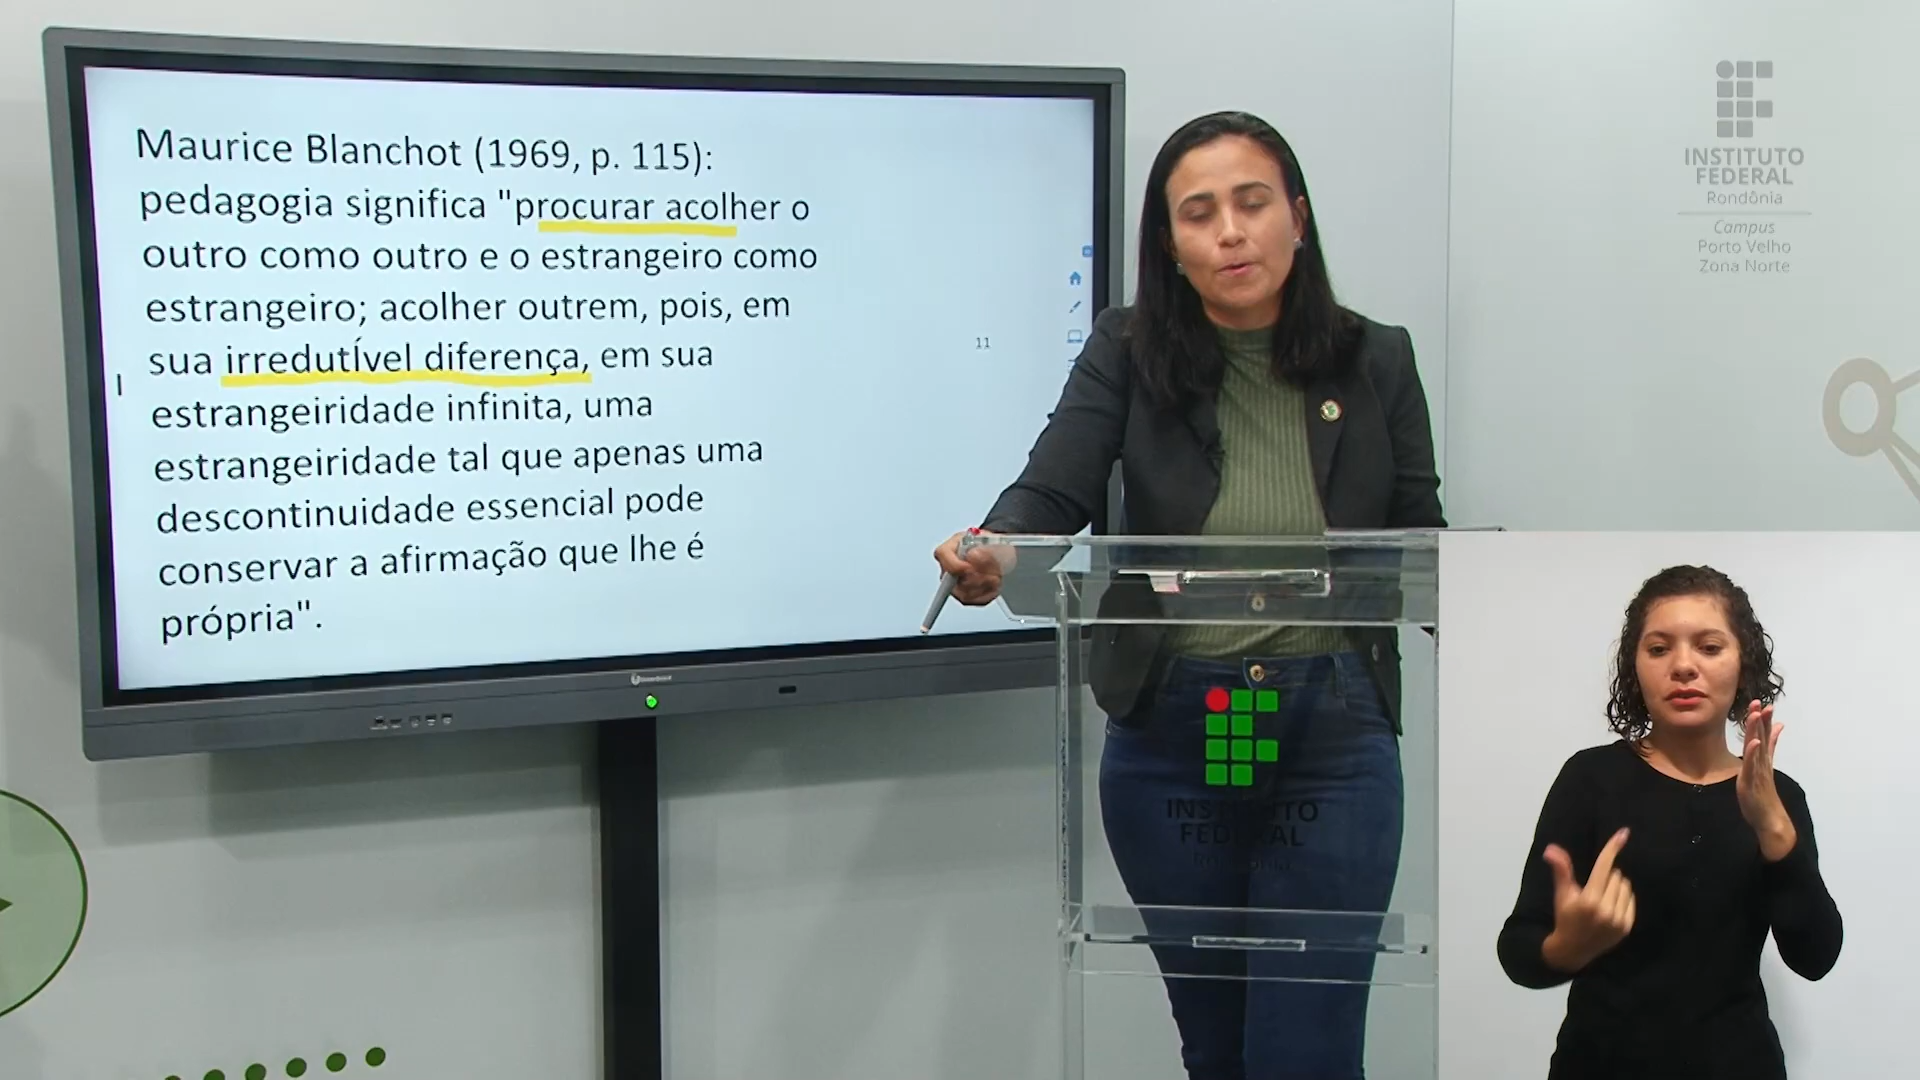 Maurice Blanchot (1969, p. 115):
pedagogia significa "procurar acolher o
outro como outro e o estrangeiro como
estrangeiro; acolher outrem, pois, em
sua irredutÍvel diferença, em sua
estrangeiridade infinita, uma
estrangeiridade tal que apenas uma
descontinuidade essencial pode
conservar a afirmação que lhe é
própria".
11
INSTITUTO
FEDERAL
Rondônia
Campus
Porto Velho
Zona Norte
INSTITUTO
FEDERAL
Rondônia